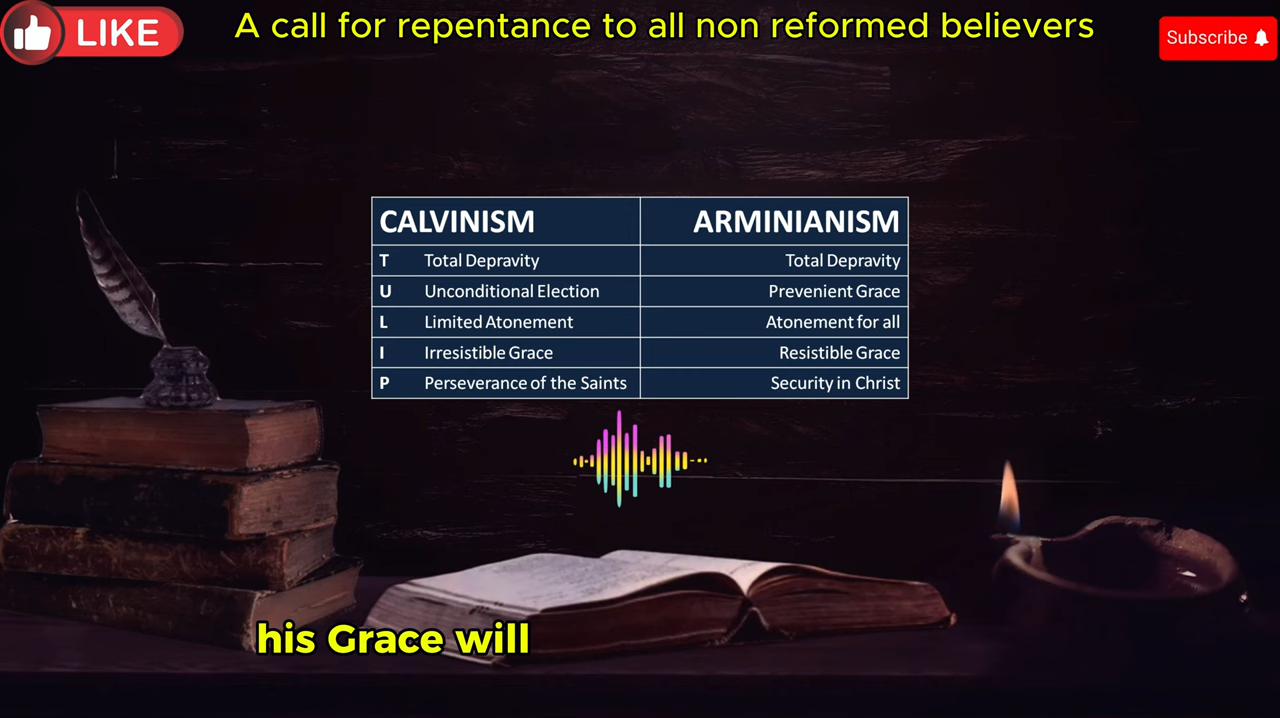 LIKE
A call for repentance to all non reformed believers
Subscribe
CALVINISM ARMINIANISM
T Total Depravity Total Depravity
U Unconditional Election Prevenient Grace
L Limited Atonement Atonement for all
I Irresistible Grace Resistible Grace
P Perseverance of the Saints Security in Christ
his Grace will